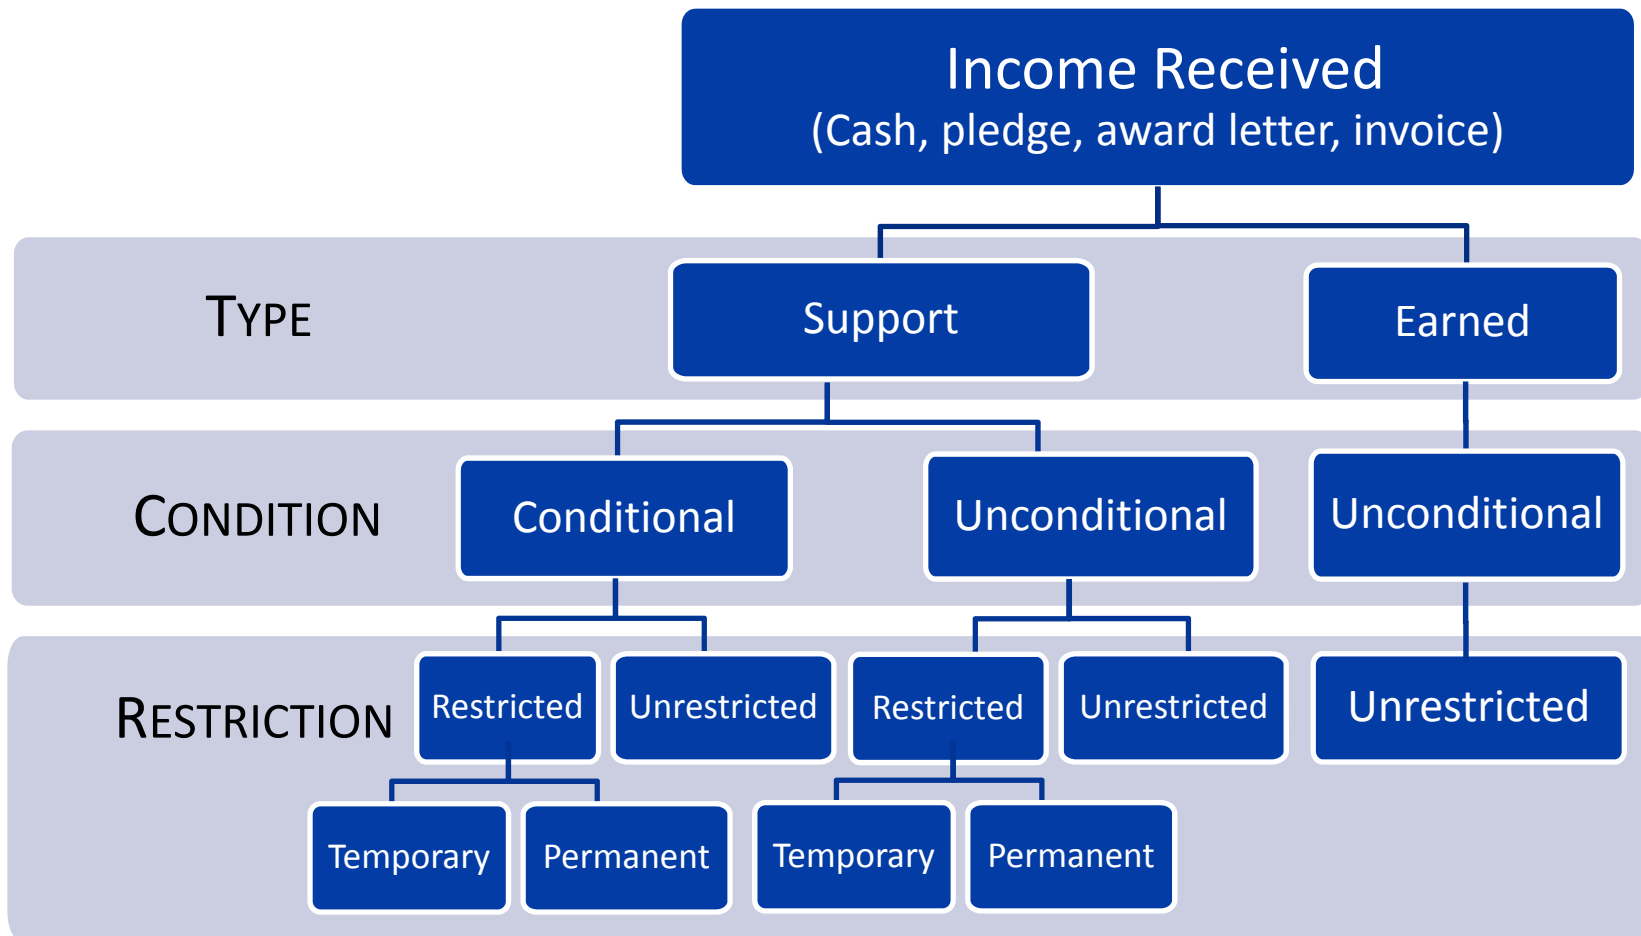 Income Received
(Cash, pledge, award letter, invoice)
TYPE
Support
Earned
CONDITION
Conditional
Unconditional
Unconditional
RESTRICTION
Restricted
Unrestricted
Restricted
Unrestricted
Unrestricted
Temporary
Permanent
Temporary
Permanent